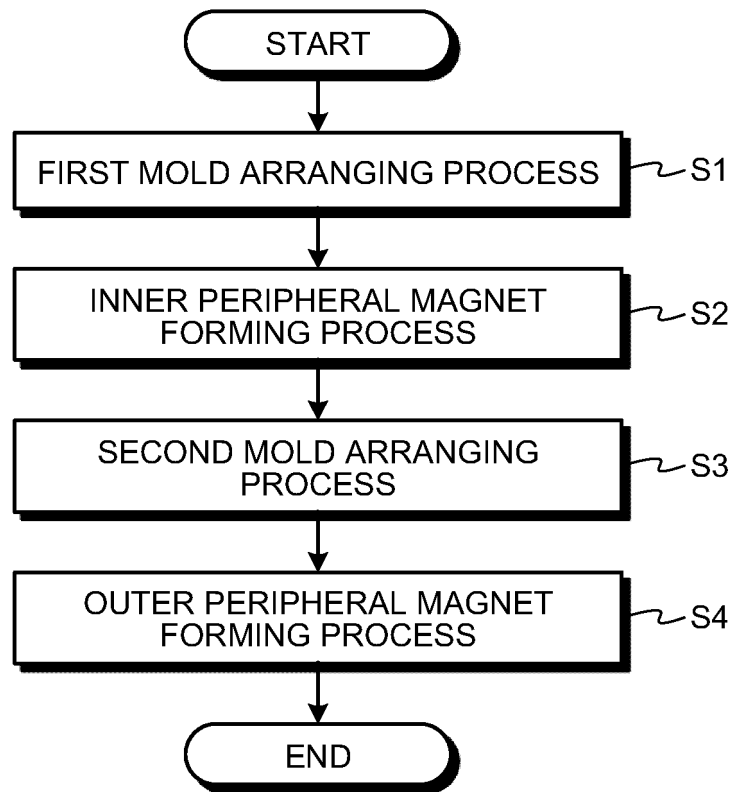 START
FIRST MOLD ARRANGING PROCESS
S1
INNER PERIPHERAL MAGNET
FORMING PROCESS
S2
SECOND MOLD ARRANGING
PROCESS
S3
OUTER PERIPHERAL MAGNET
FORMING PROCESS
S4
END